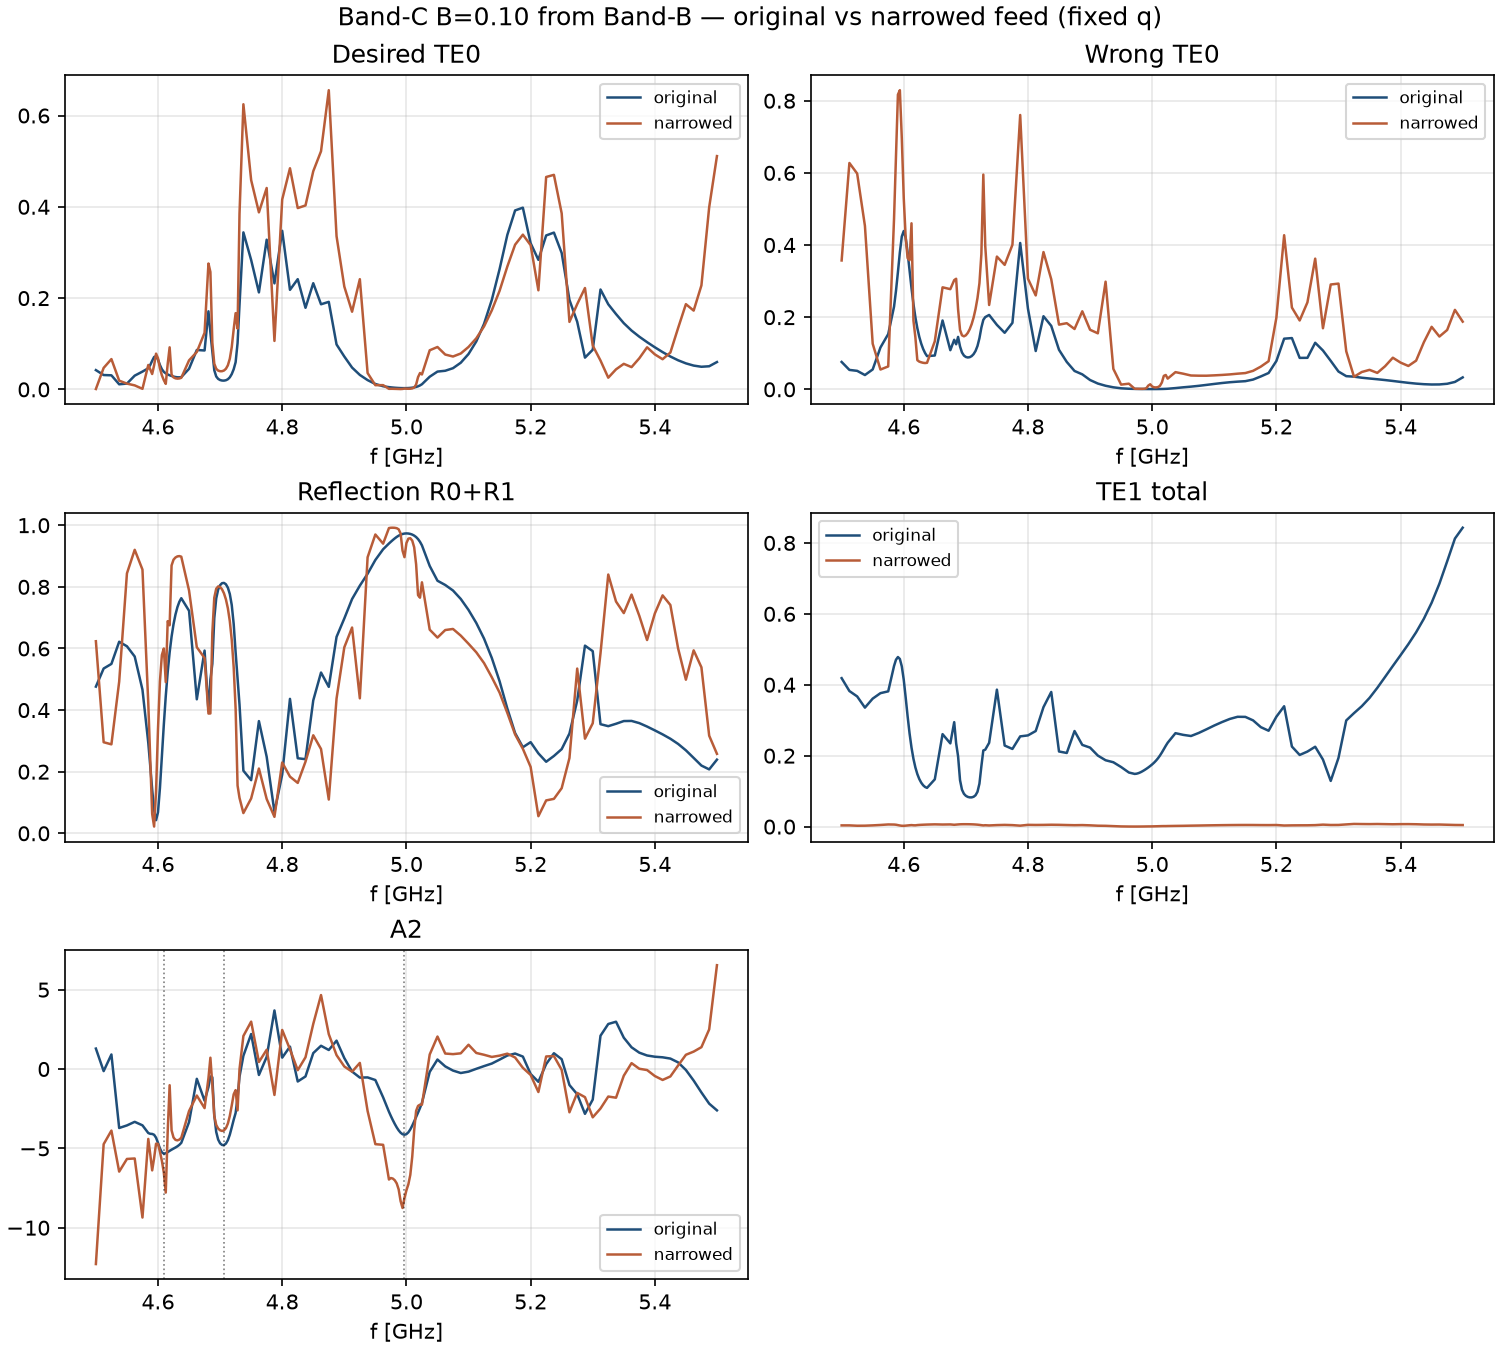 Band-C B=0.10 from Band-B — original vs narrowed feed (fixed q)
Desired TE0
original
narrowed
0.6
0.4
0.2
0.0
4.6 4.8 5.0 5.2 5.4
f [GHz]
Wrong TE0
original
narrowed
0.8
0.6
0.4
0.2
0.0
4.6 4.8 5.0 5.2 5.4
f [GHz]
Reflection R0+R1
1.0
0.8
0.6
0.4
0.2
0.0
original
narrowed
4.6 4.8 5.0 5.2 5.4
f [GHz]
TE1 total
original
narrowed
0.8
0.6
0.4
0.2
0.0
4.6 4.8 5.0 5.2 5.4
f [GHz]
A2
5
0
−5
−10
original
narrowed
4.6 4.8 5.0 5.2 5.4
f [GHz]